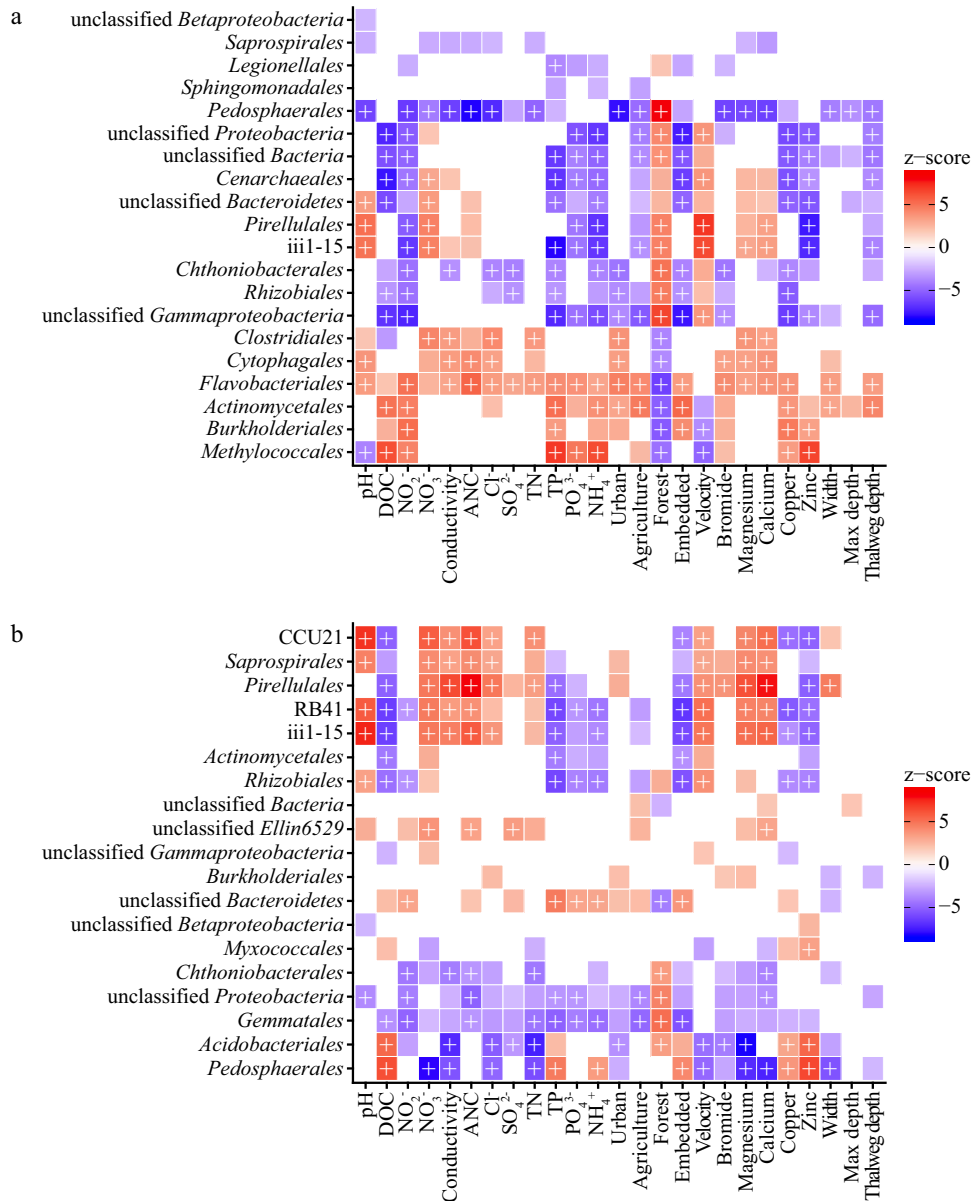 a
unclassified Betaproteobacteria
Saprospirales
Legionellales
Sphingomonadales
Pedosphaerales
unclassified Proteobacteria
unclassified Bacteria
Cenarchaeales
unclassified Bacteroidetes
Pirellulales
iii1-15
Chthoniobacterales
Rhizobiales
unclassified Gammaproteobacteria
Clostridiales
Cytophagales
Flavobacteriales
Actinomycetales
Burkholderiales
Methylococcales
z−score
5
0
−5
pH
DOC
NO₂⁻
NO₃⁻
Conductivity
ANC
Cl⁻
SO₄²⁻
TN
TP
PO₄³⁻
NH₄⁺
Urban
Agriculture
Forest
Embedded
Velocity
Bromide
Magnesium
Calcium
Copper
Zinc
Width
Max depth
Thalweg depth
b
CCU21
Saprospirales
Pirellulales
RB41
iii1-15
Actinomycetales
Rhizobiales
unclassified Bacteria
unclassified Ellin6529
unclassified Gammaproteobacteria
Burkholderiales
unclassified Bacteroidetes
unclassified Betaproteobacteria
Myxococcales
Chthoniobacterales
unclassified Proteobacteria
Gemmatales
Acidobacteriales
Pedosphaerales
z−score
5
0
−5
pH
DOC
NO₂⁻
NO₃⁻
Conductivity
ANC
Cl⁻
SO₄²⁻
TN
TP
PO₄³⁻
NH₄⁺
Urban
Agriculture
Forest
Embedded
Velocity
Bromide
Magnesium
Calcium
Copper
Zinc
Width
Max depth
Thalweg depth